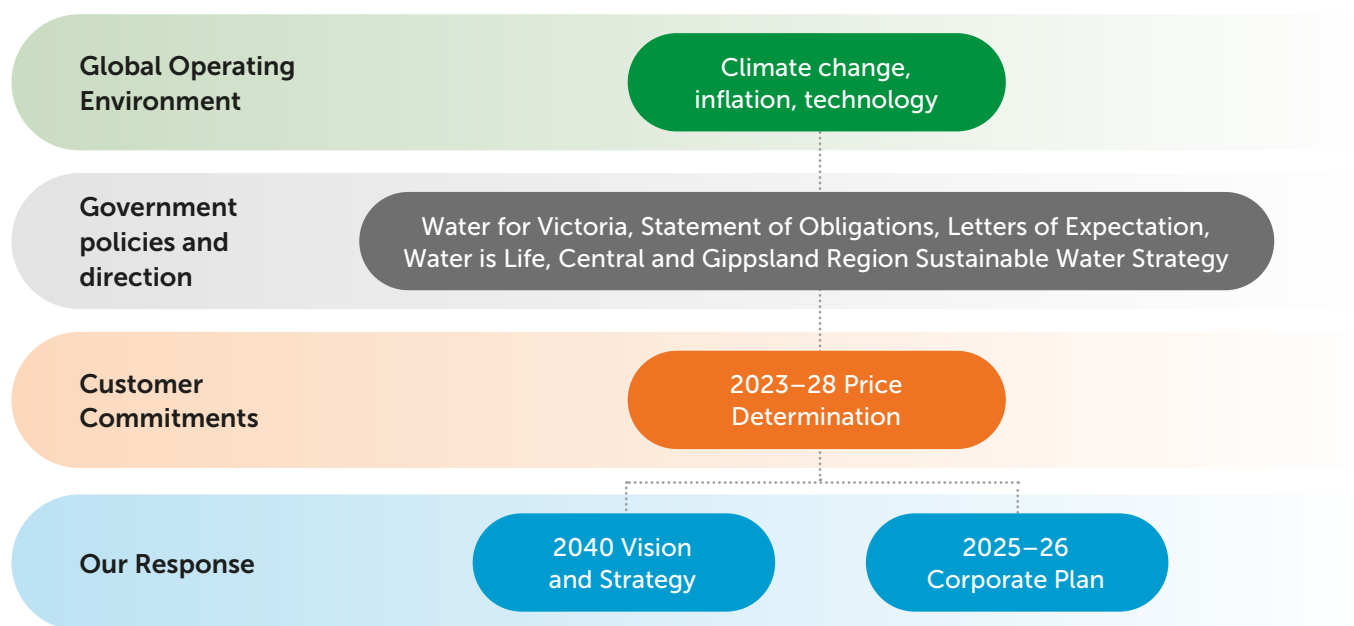 Global Operating
Environment
Climate change,
inflation, technology
Government
policies and
direction
Water for Victoria, Statement of Obligations, Letters of Expectation,
Water is Life, Central and Gippsland Region Sustainable Water Strategy
Customer
Commitments
2023–28 Price
Determination
Our Response
2040 Vision
and Strategy
2025–26
Corporate Plan